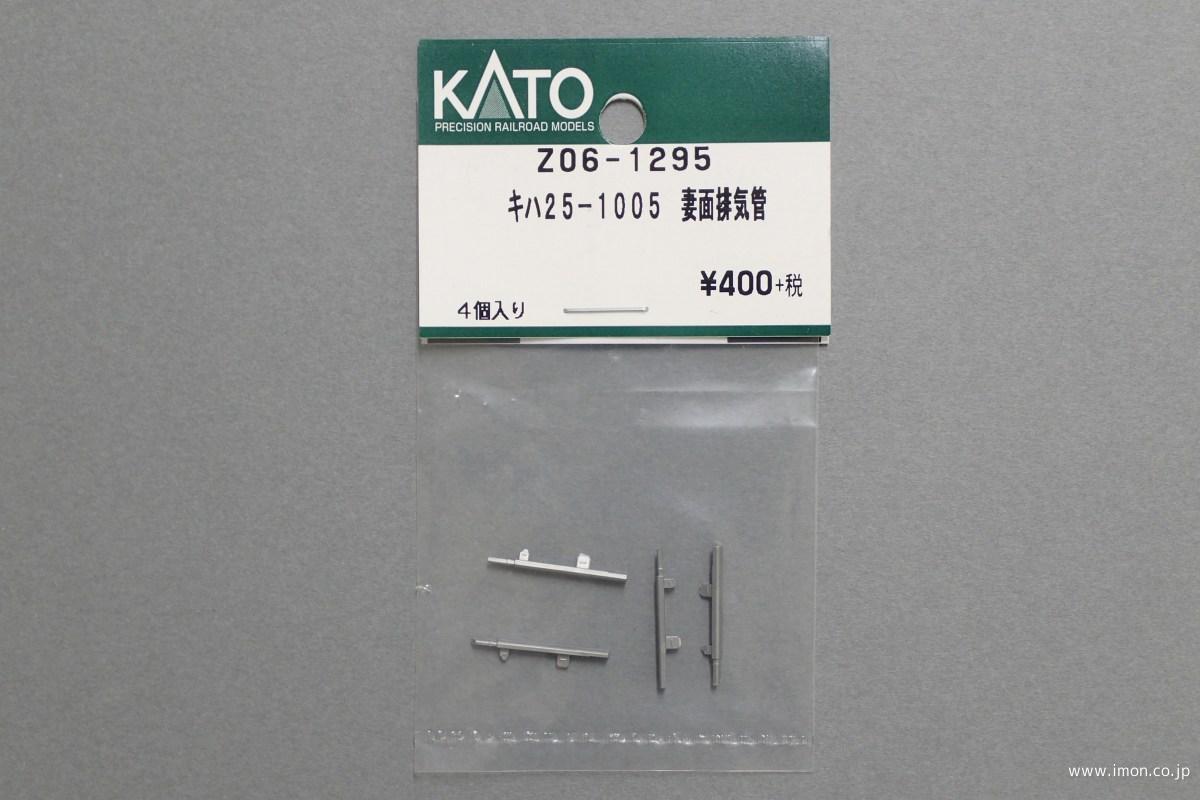 KATO
PRECISION RAILROAD MODELS
Z06-1295
キハ25-1005 妻面排気管
¥400+税
4個入り
www.imon.co.jp